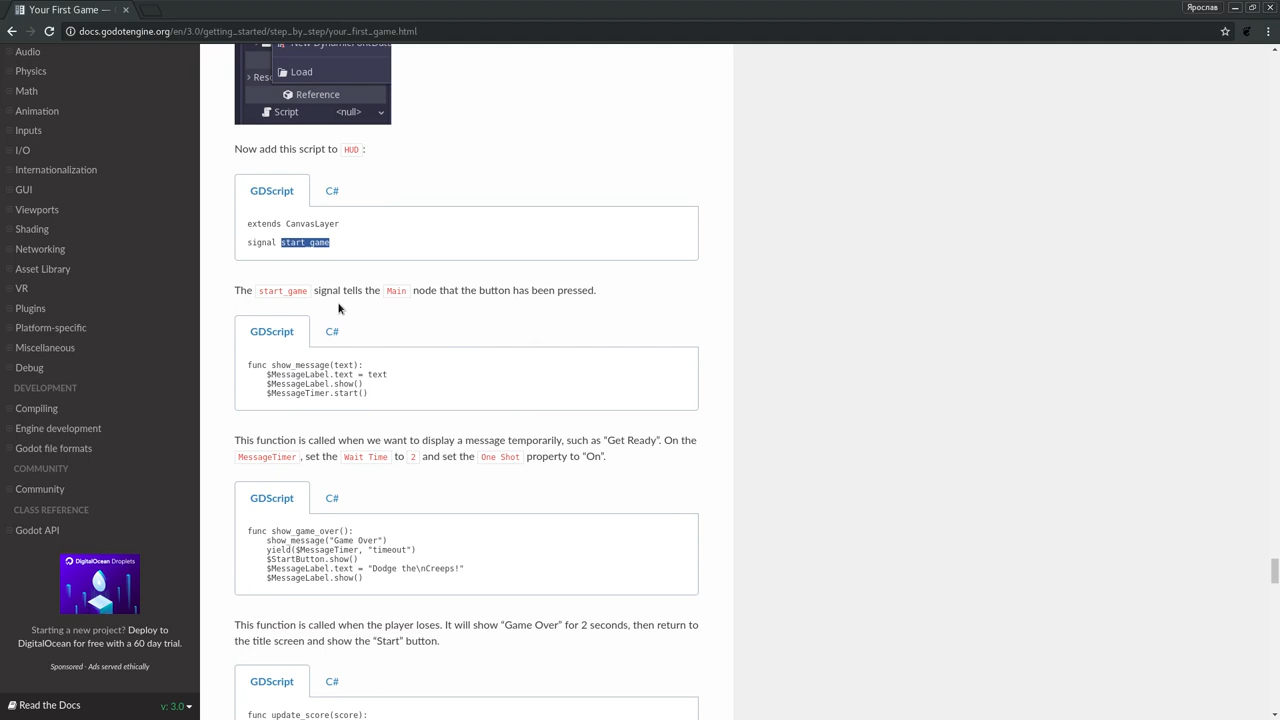 Your First Game —
Ярослав
docs.godotengine.org/en/3.0/getting_started/step_by_step/your_first_game.html
Audio
Physics
Math
Animation
Inputs
I/O
Internationalization
GUI
Viewports
Shading
Networking
Asset Library
VR
Plugins
Platform-specific
Miscellaneous
Debug
DEVELOPMENT
Compiling
Engine development
Godot file formats
COMMUNITY
Community
CLASS REFERENCE
Godot API
DigitalOcean Droplets
Starting a new project? Deploy to
DigitalOcean for free with a 60 day trial.
Sponsored · Ads served ethically
Read the Docs
v: 3.0
Load
Reso
Reference
Script <null>
Now add this script to HUD :
GDScript C#
extends CanvasLayer
signal start_game
The start_game signal tells the Main node that the button has been pressed.
GDScript C#
func show_message(text):
$MessageLabel.text = text
$MessageLabel.show()
$MessageTimer.start()
This function is called when we want to display a message temporarily, such as “Get Ready”. On the
MessageTimer , set the Wait Time to 2 and set the One Shot property to “On”.
GDScript C#
func show_game_over():
show_message("Game Over")
yield($MessageTimer, "timeout")
$StartButton.show()
$MessageLabel.text = "Dodge the\nCreeps!"
$MessageLabel.show()
This function is called when the player loses. It will show “Game Over” for 2 seconds, then return to
the title screen and show the “Start” button.
GDScript C#
func update_score(score):